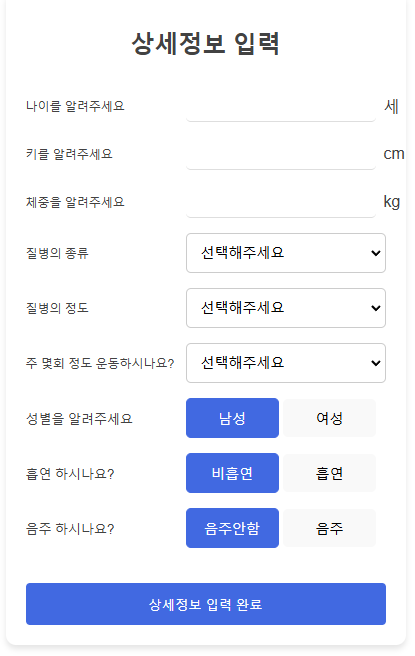 상세정보 입력
나이를 알려주세요 세
키를 알려주세요 cm
체중을 알려주세요 kg
질병의 종류 선택해주세요
질병의 정도 선택해주세요
주 몇회 정도 운동하시나요? 선택해주세요
성별을 알려주세요 남성 여성
흡연 하시나요? 비흡연 흡연
음주 하시나요? 음주안함 음주
상세정보 입력 완료